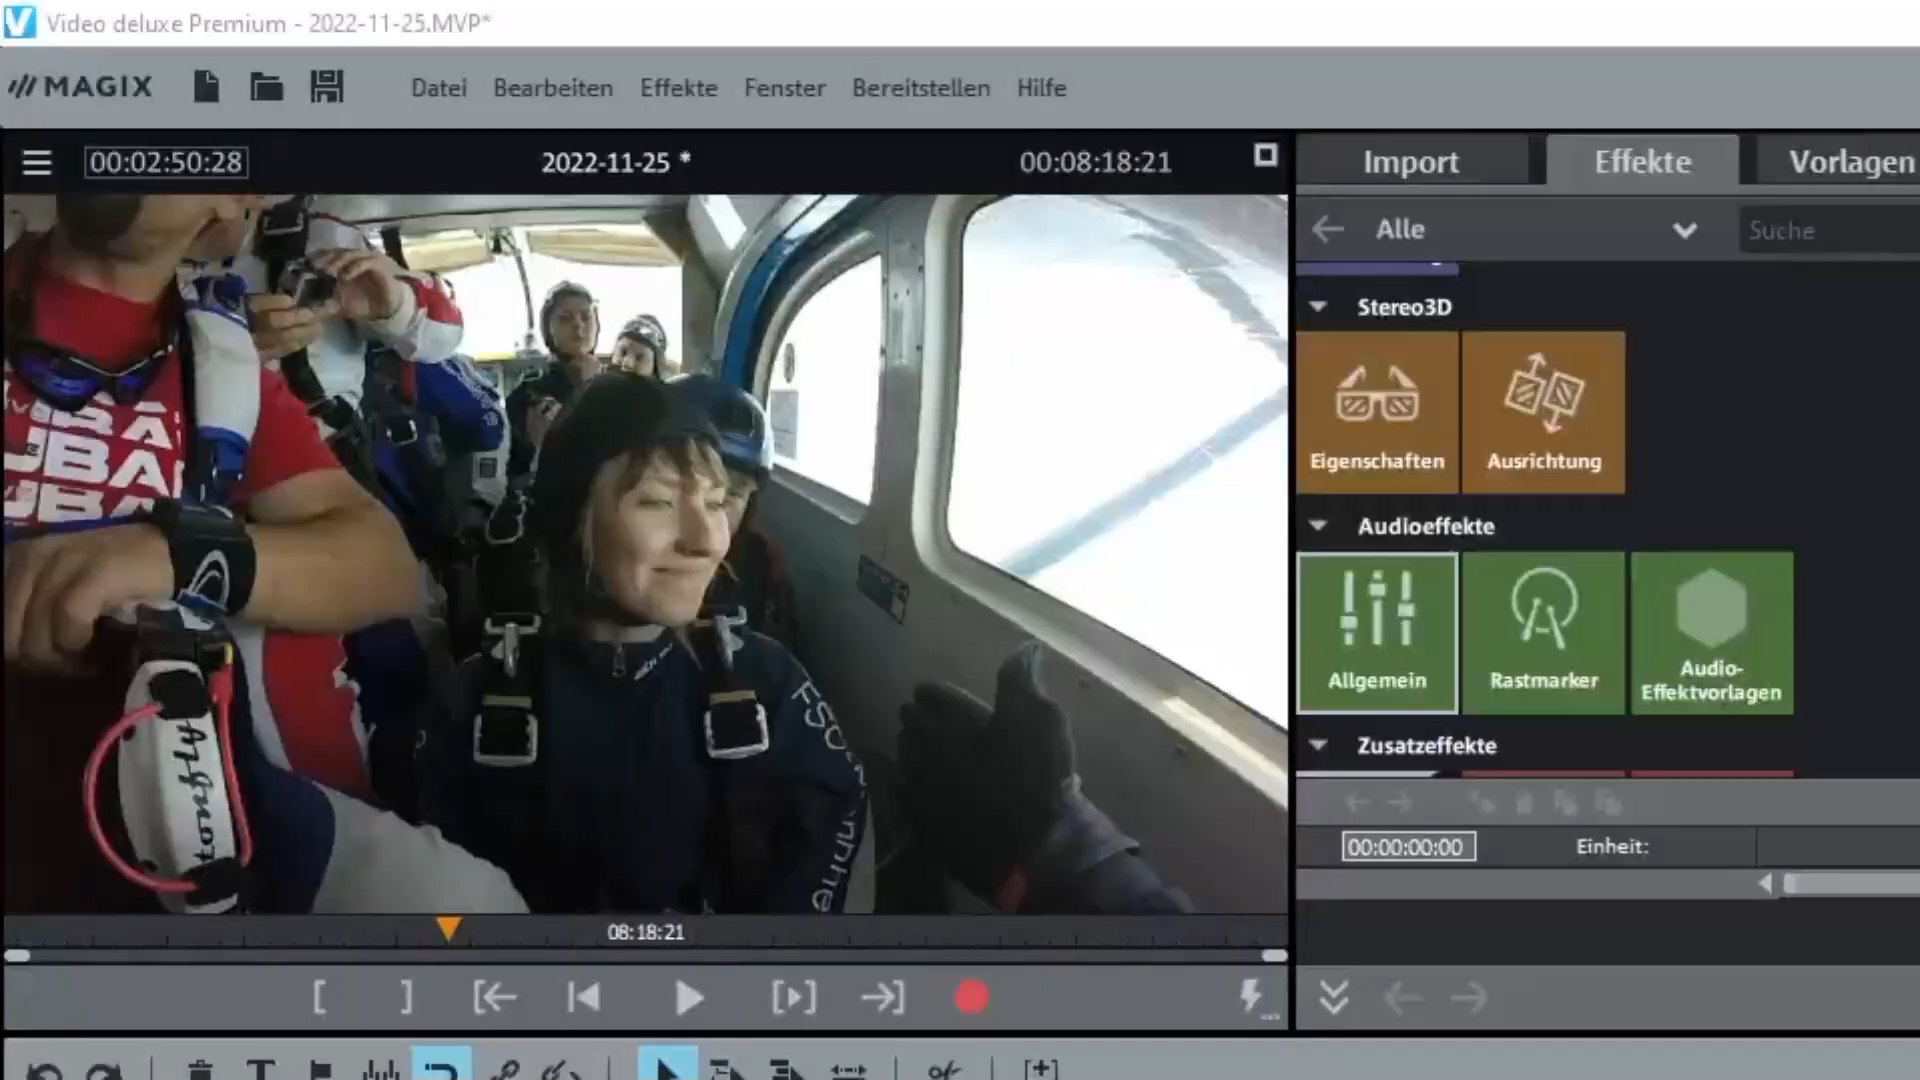 Video deluxe Premium - 2022-11-25.MVP*
MAGIX Datei Bearbeiten Effekte Fenster Bereitstellen Hilfe
00:02:50:28 2022-11-25 * 00:08:18:21
Import Effekte Vorlagen
Alle Suche
Stereo3D
Eigenschaften Ausrichtung
Audioeffekte
Allgemein Rastmarker Audio-
Effektvorlagen
Zusatzeffekte
00:00:00:00 Einheit:
08:18:21